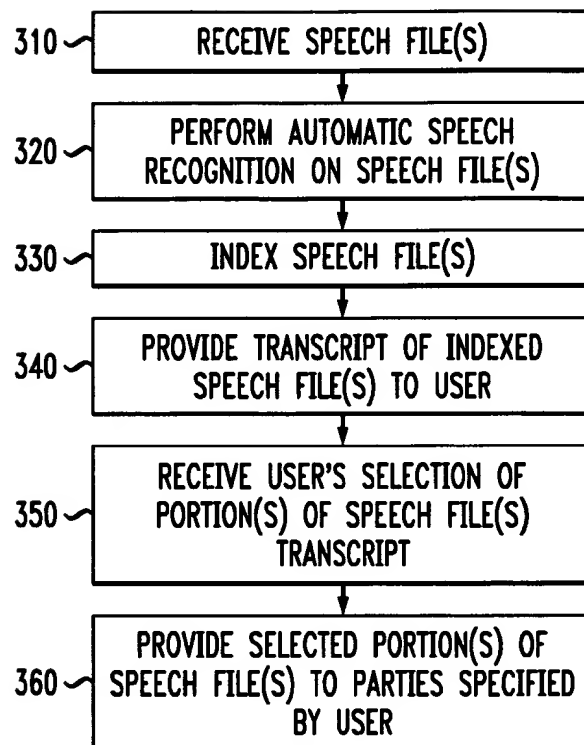 310 RECEIVE SPEECH FILE(S)
320 PERFORM AUTOMATIC SPEECH
RECOGNITION ON SPEECH FILE(S)
330 INDEX SPEECH FILE(S)
340 PROVIDE TRANSCRIPT OF INDEXED
SPEECH FILE(S) TO USER
350 RECEIVE USER'S SELECTION OF
PORTION(S) OF SPEECH FILE(S)
TRANSCRIPT
360 PROVIDE SELECTED PORTION(S) OF
SPEECH FILE(S) TO PARTIES SPECIFIED
BY USER